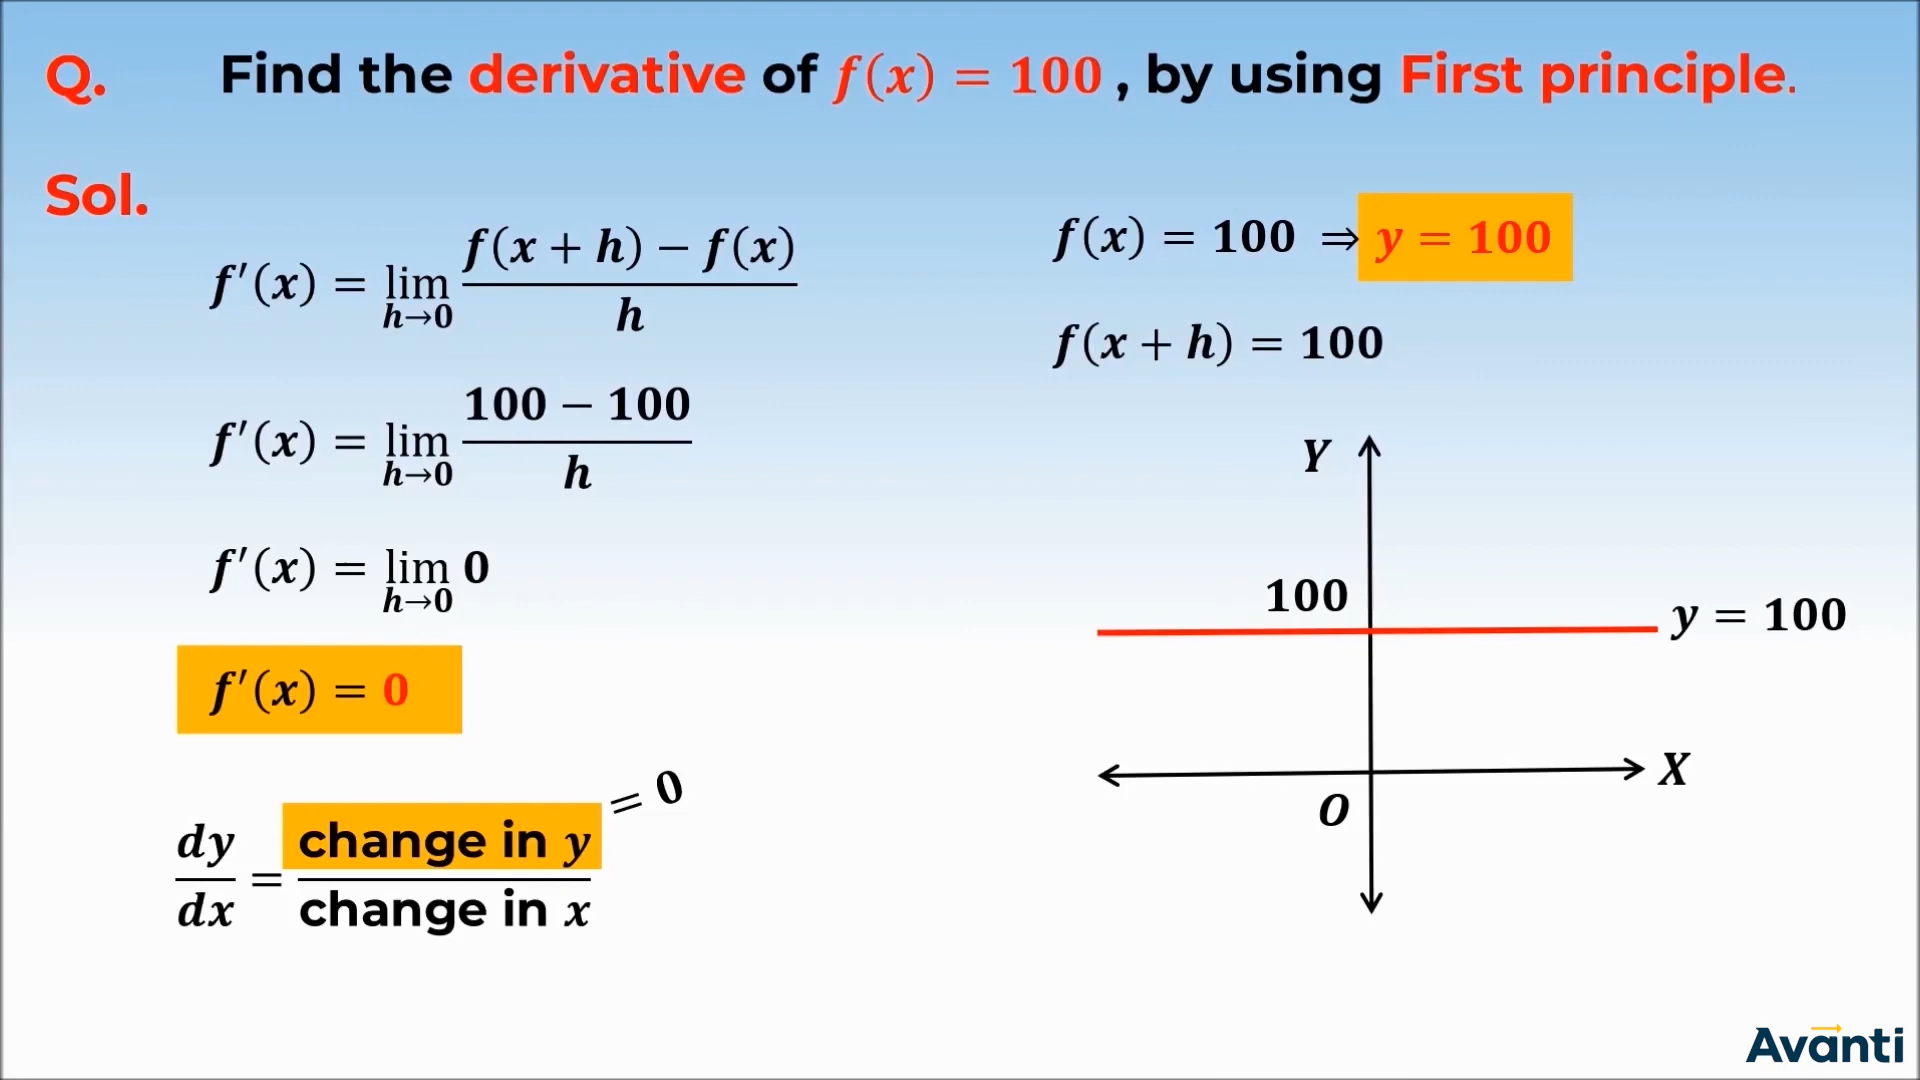 Q. Find the derivative of f(x) = 100 , by using First principle.
Sol.
f′(x) = lim h→0 f(x + h) − f(x) / h
f′(x) = lim h→0 100 − 100 / h
f′(x) = lim h→0 0
f′(x) = 0
dy/dx = change in y / change in x
= 0
f(x) = 100 ⇒ y = 100
f(x + h) = 100
Y
100
y = 100
X
O
Avanti